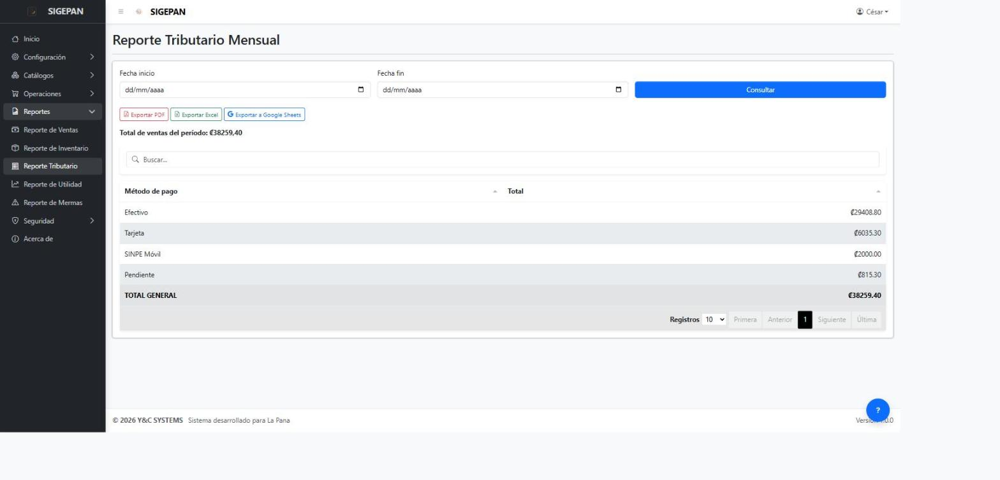 SIGEPAN
SIGEPAN
César
Inicio
Configuración
Catálogos
Operaciones
Reportes
Reporte de Ventas
Reporte de Inventario
Reporte Tributario
Reporte de Utilidad
Reporte de Mermas
Seguridad
Acerca de
Reporte Tributario Mensual
Fecha inicio
Fecha fin
dd/mm/aaaa
dd/mm/aaaa
Consultar
Exportar PDF
Exportar Excel
Exportar a Google Sheets
Total de ventas del período: ₡38259,40
Buscar...
Método de pago Total
Efectivo ₡29408.80
Tarjeta ₡6035.30
SINPE Móvil ₡2000.00
Pendiente ₡815.30
TOTAL GENERAL ₡38259.40
Registros 10 Primera Anterior 1 Siguiente Última
?
© 2026 Y&C SYSTEMS Sistema desarrollado para La Pana